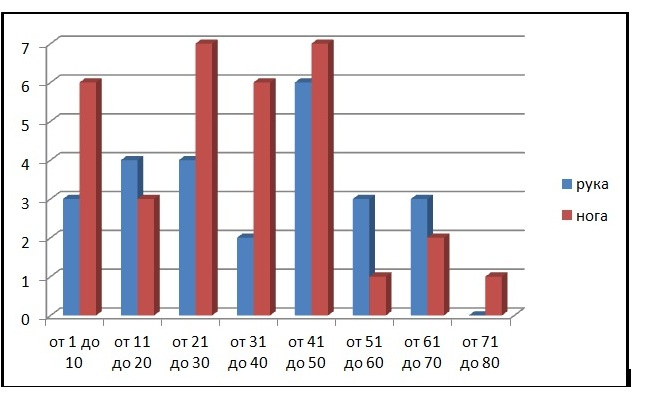 7
6
5
4
3
2
1
0
от 1 до
10
от 11
до 20
от 21
до 30
от 31
до 40
от 41
до 50
от 51
до 60
от 61
до 70
от 71
до 80
рука
нога